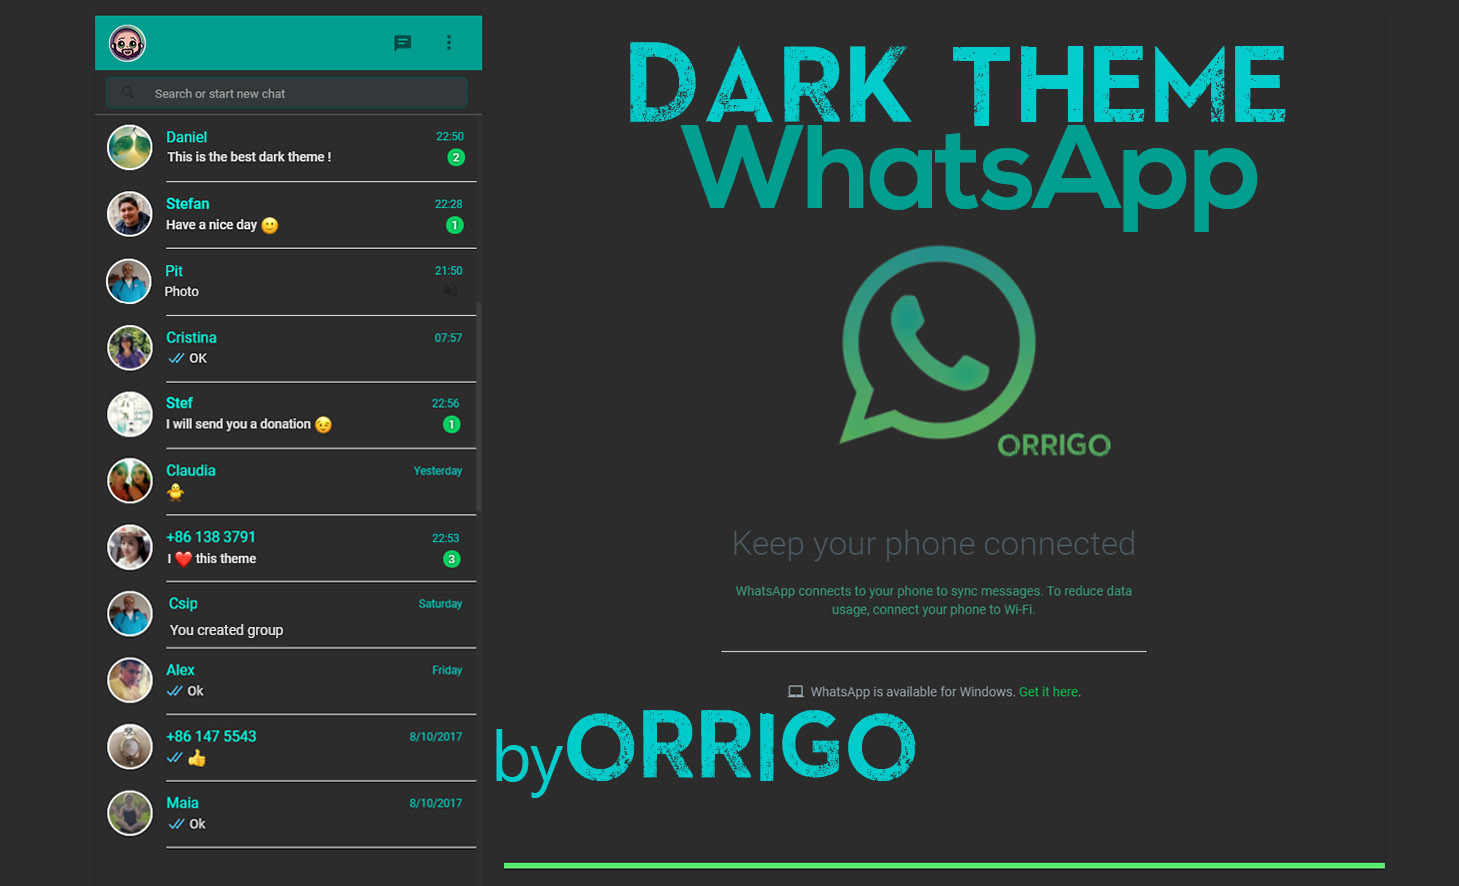 Search or start new chat
Daniel 22:50
This is the best dark theme ! 2
Stefan 22:28
Have a nice day 🙂 1
Pit 21:50
Photo
Cristina 07:57
OK
Stef 22:56
I will send you a donation 😉 1
Claudia Yesterday
🐥
+86 138 3791 22:53
I ❤️ this theme 3
Csip Saturday
You created group
Alex Friday
Ok
+86 147 5543 8/10/2017
👍
Maia 8/10/2017
Ok
DARK THEME
WhatsApp
ORRIGO
Keep your phone connected
WhatsApp connects to your phone to sync messages. To reduce data
usage, connect your phone to Wi-Fi.
WhatsApp is available for Windows. Get it here.
by ORRIGO